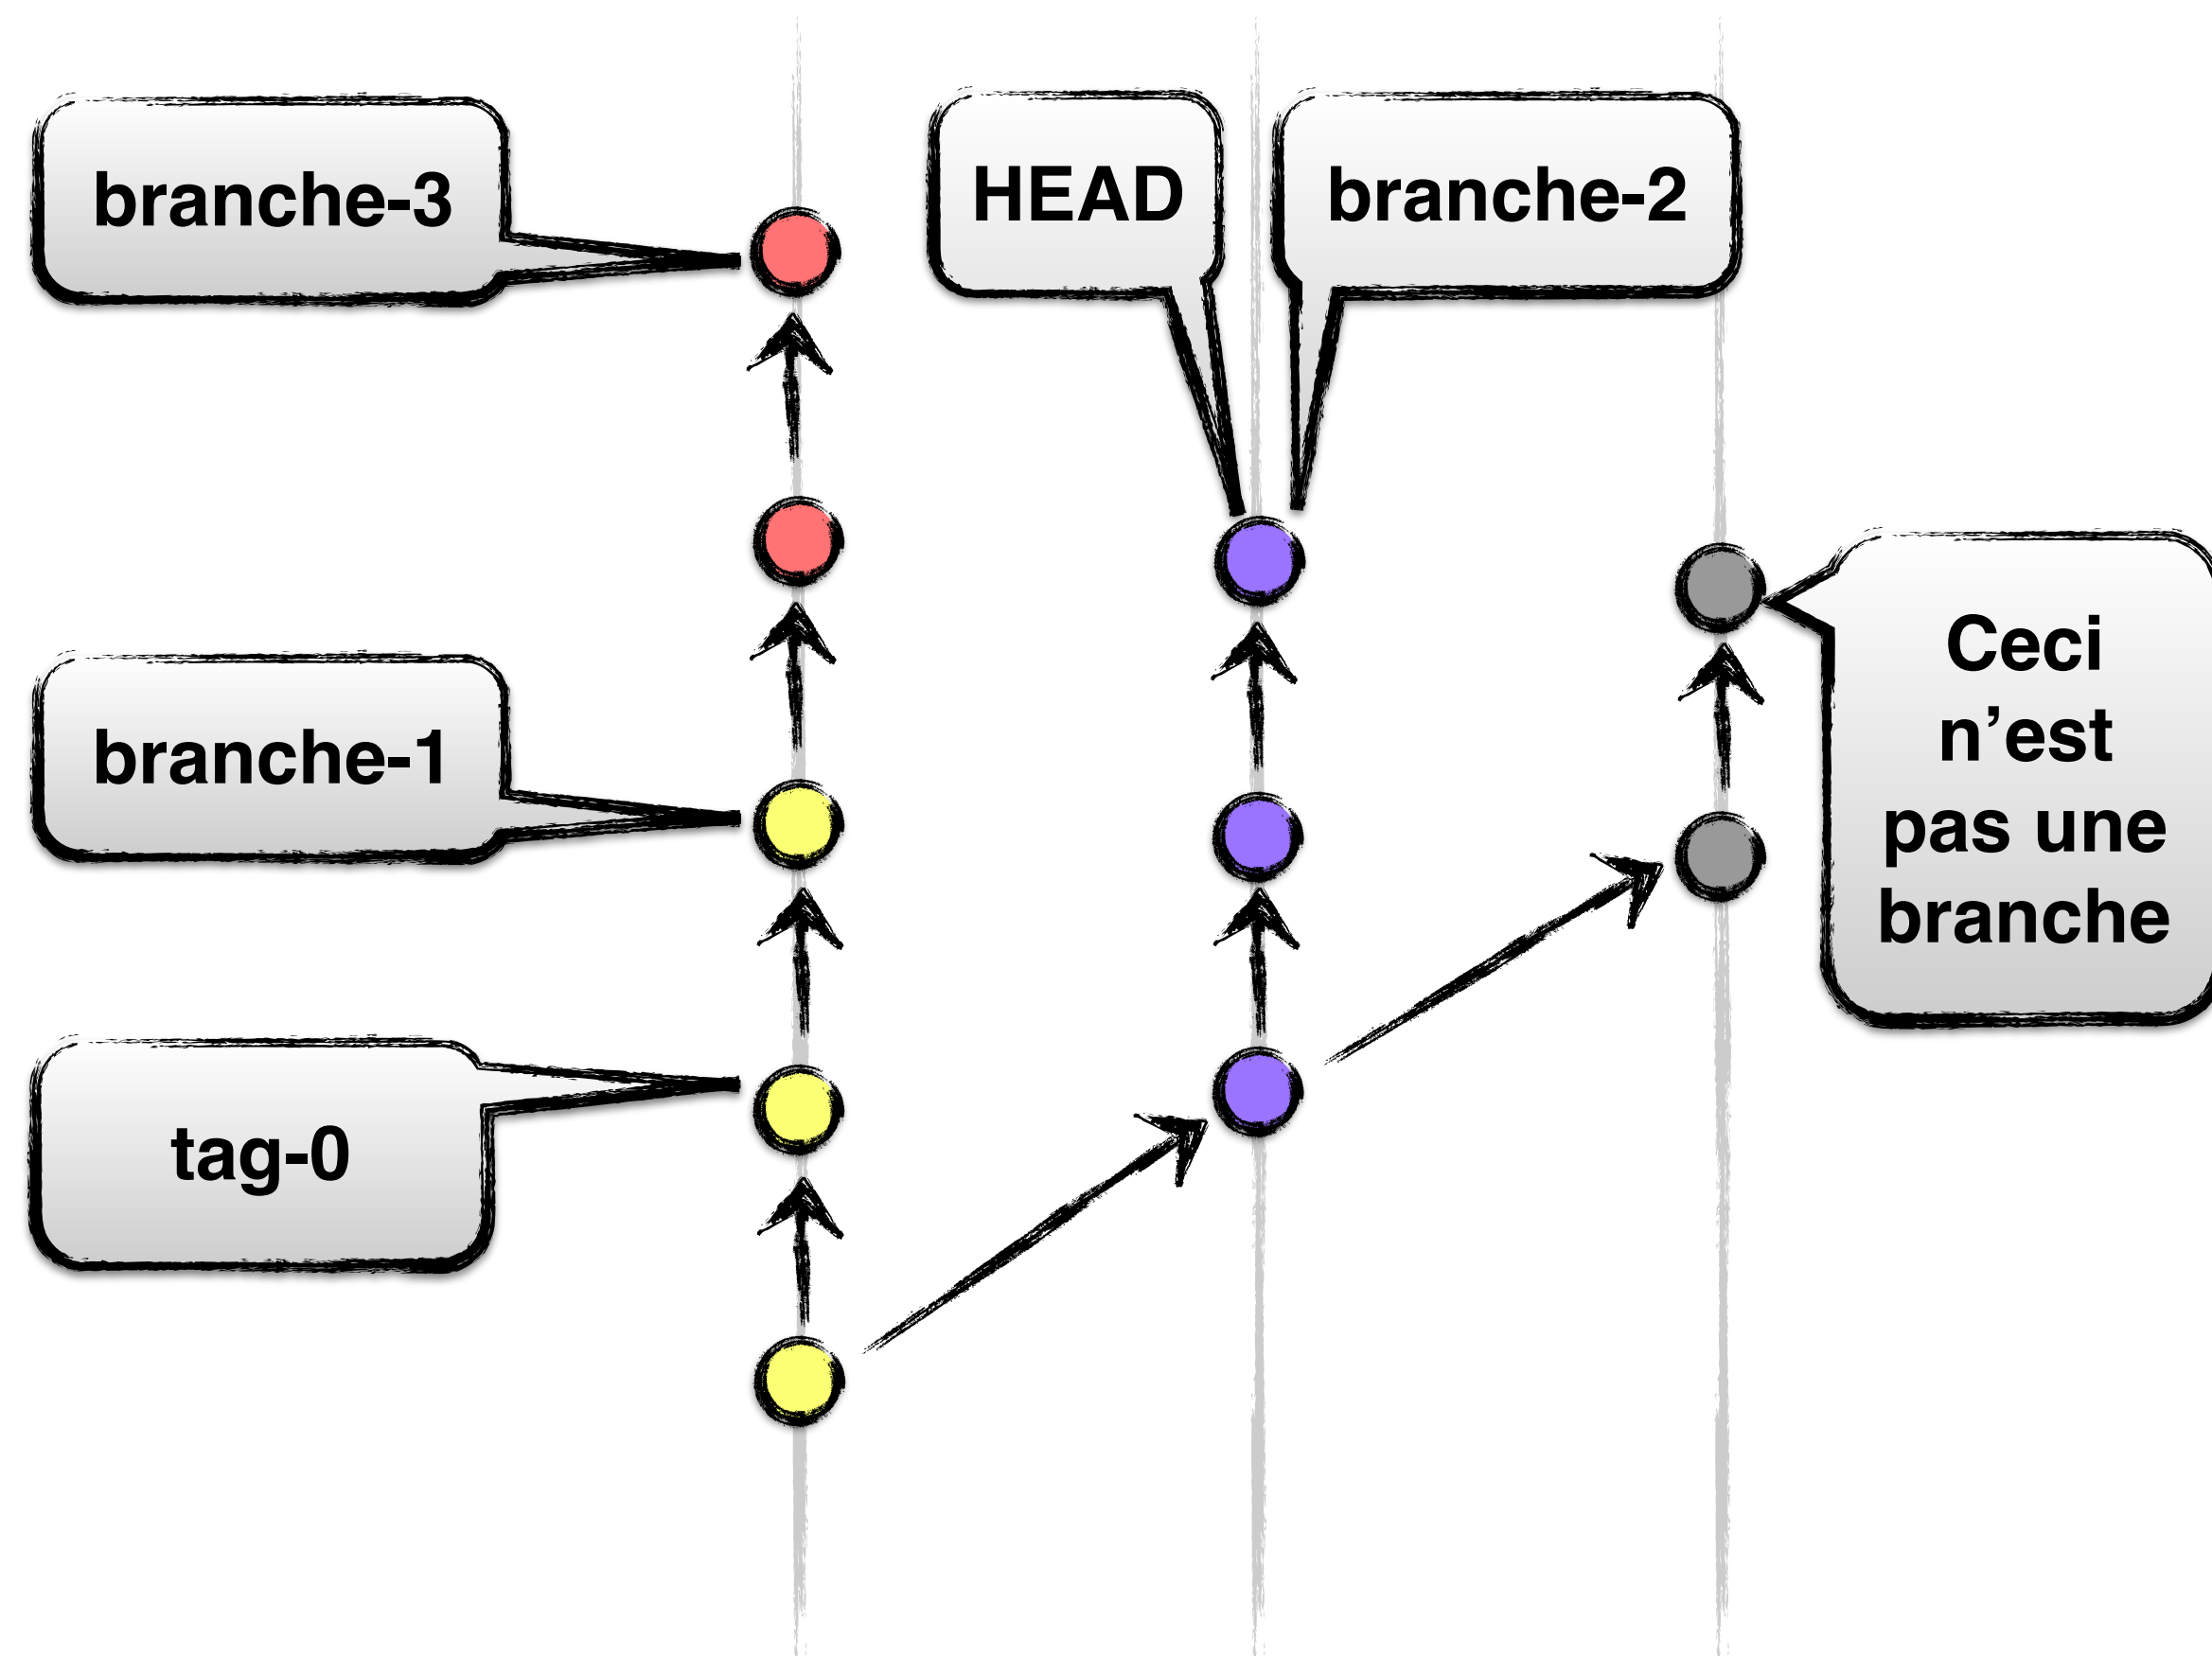 branche-3
HEAD
branche-2
branche-1
Ceci
n’est
pas une
branche
tag-0